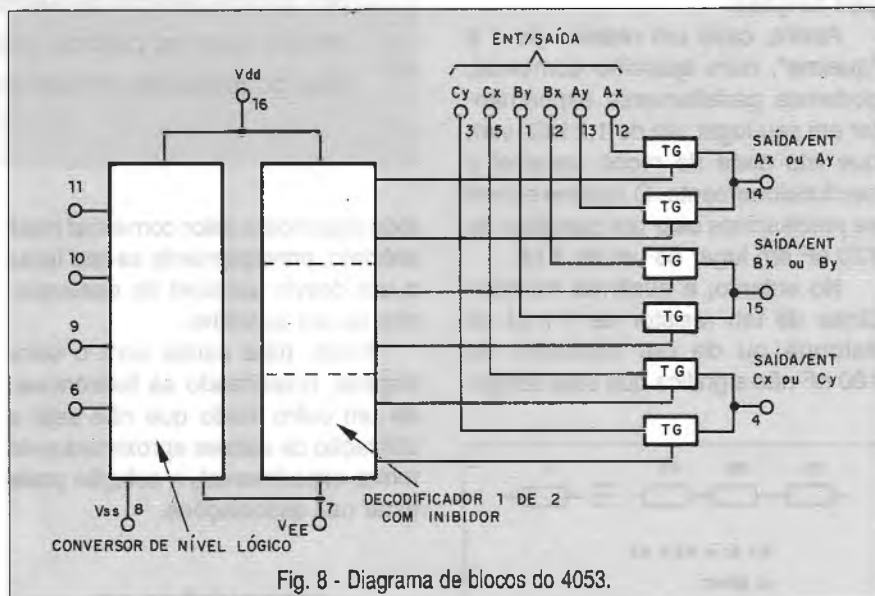 ENT/SAÍDA
Vdd
16
Cy Cx By Bx Ay Ax
3 5 1 2 13 12
11
10
9
6
TG
TG
TG
TG
TG
TG
SAÍDA/ENT
Ax ou Ay
14
SAÍDA/ENT
Bx ou By
15
SAÍDA/ENT
Cx ou Cy
4
Vss 8
VEE 7
DECODIFICADOR 1 DE 2
COM INIBIDOR
CONVERSOR DE NÍVEL LÓGICO
Fig. 8 - Diagrama de blocos do 4053.